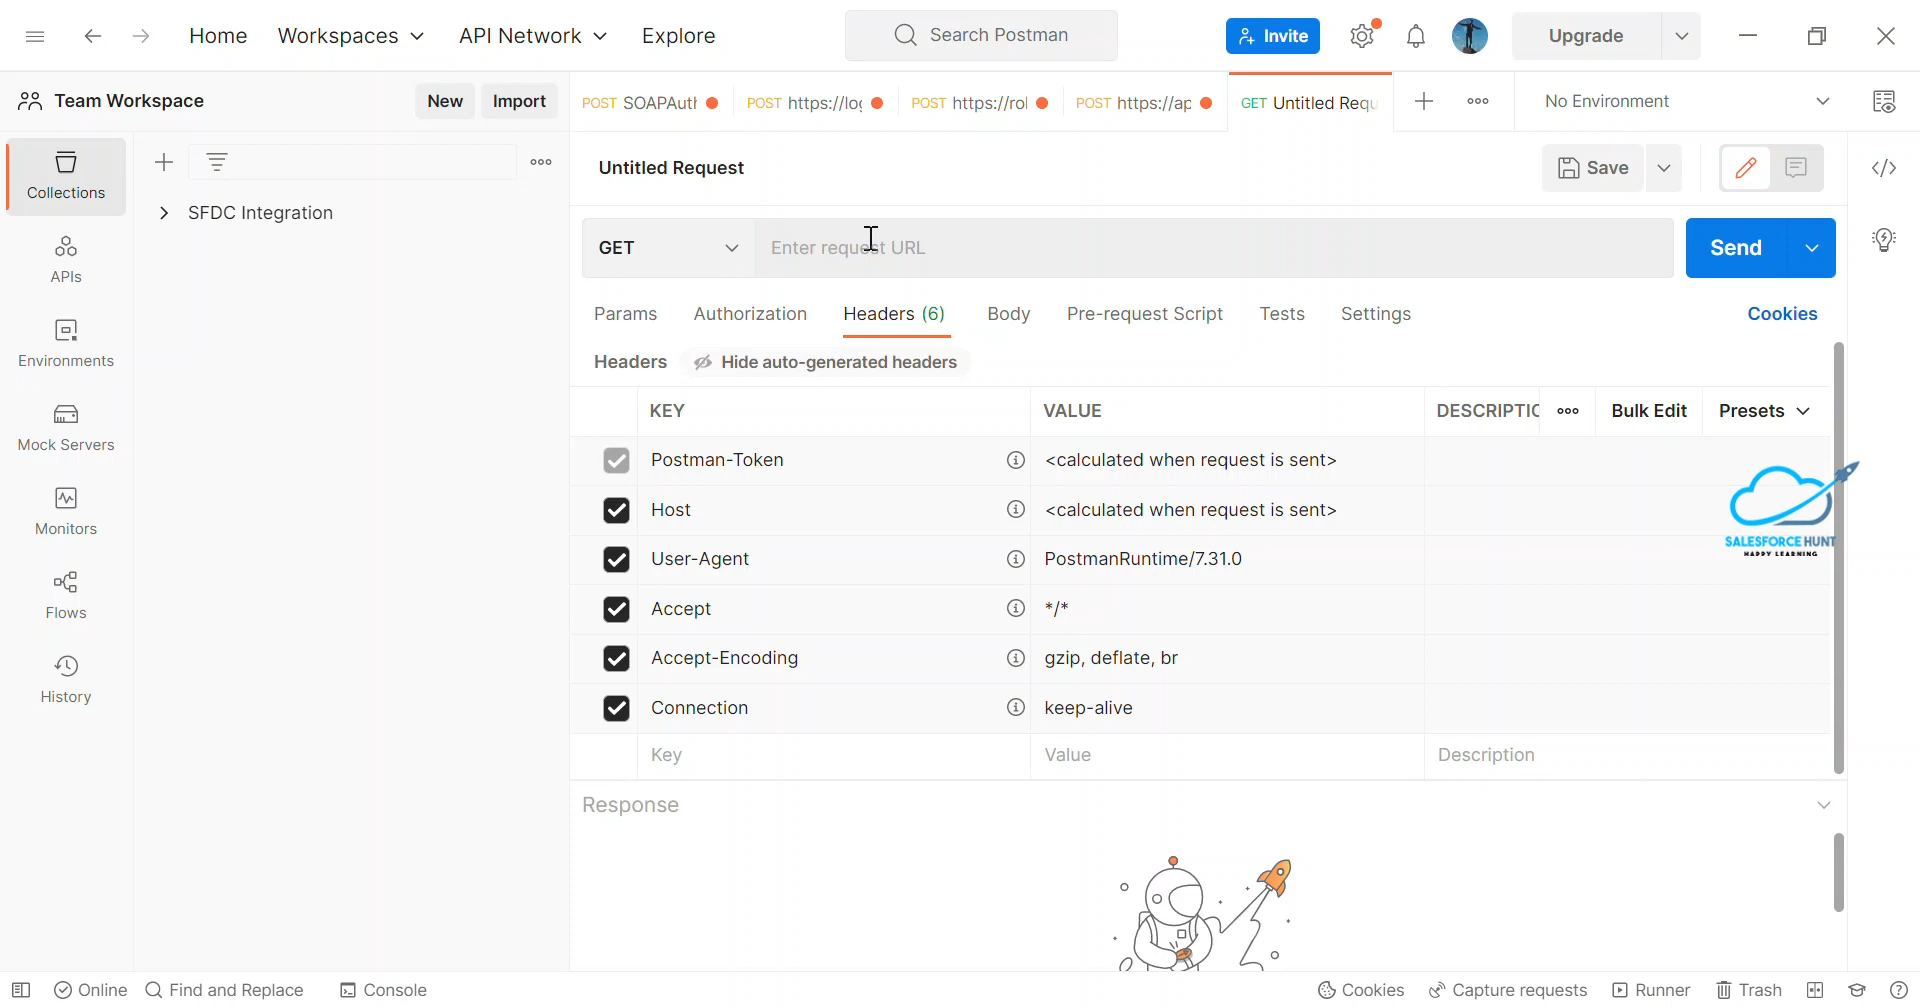 Home Workspaces API Network Explore Search Postman Invite Upgrade
Team Workspace New Import POST SOAPAuth POST https://log POST https://rol POST https://ap GET Untitled Requ No Environment
Collections
SFDC Integration
APIs
Environments
Mock Servers
Monitors
Flows
History
Untitled Request Save
GET Enter request URL Send
Params Authorization Headers (6) Body Pre-request Script Tests Settings Cookies
Headers Hide auto-generated headers
KEY VALUE DESCRIPTIO Bulk Edit Presets
Postman-Token <calculated when request is sent>
Host <calculated when request is sent>
User-Agent PostmanRuntime/7.31.0
Accept */*
Accept-Encoding gzip, deflate, br
Connection keep-alive
Key Value Description
SALESFORCE HUNT
HAPPY LEARNING
Response
Online Find and Replace Console Cookies Capture requests Runner Trash